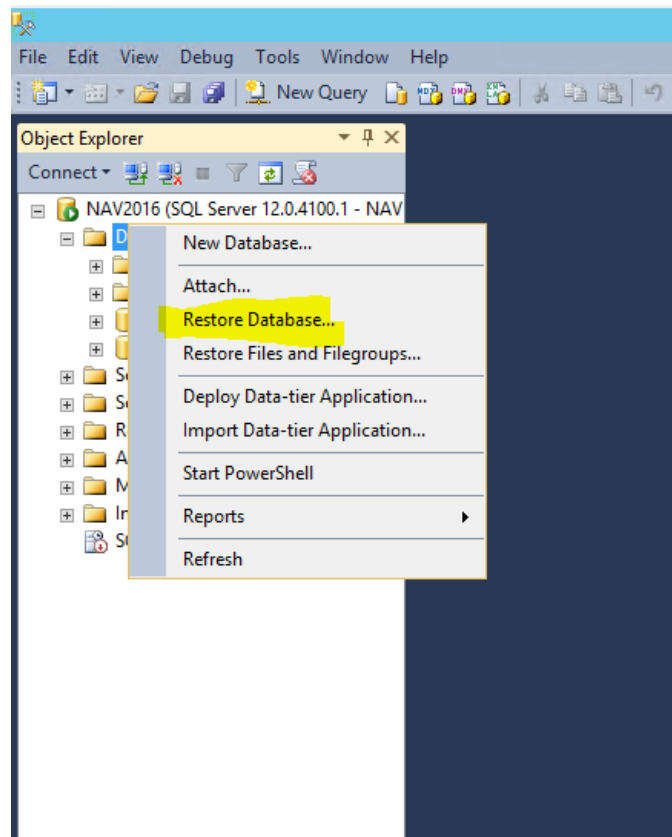 File Edit View Debug Tools Window Help
New Query
Object Explorer
Connect
NAV2016 (SQL Server 12.0.4100.1 - NAV
New Database...
Attach...
Restore Database...
Restore Files and Filegroups...
Deploy Data-tier Application...
Import Data-tier Application...
Start PowerShell
Reports
Refresh